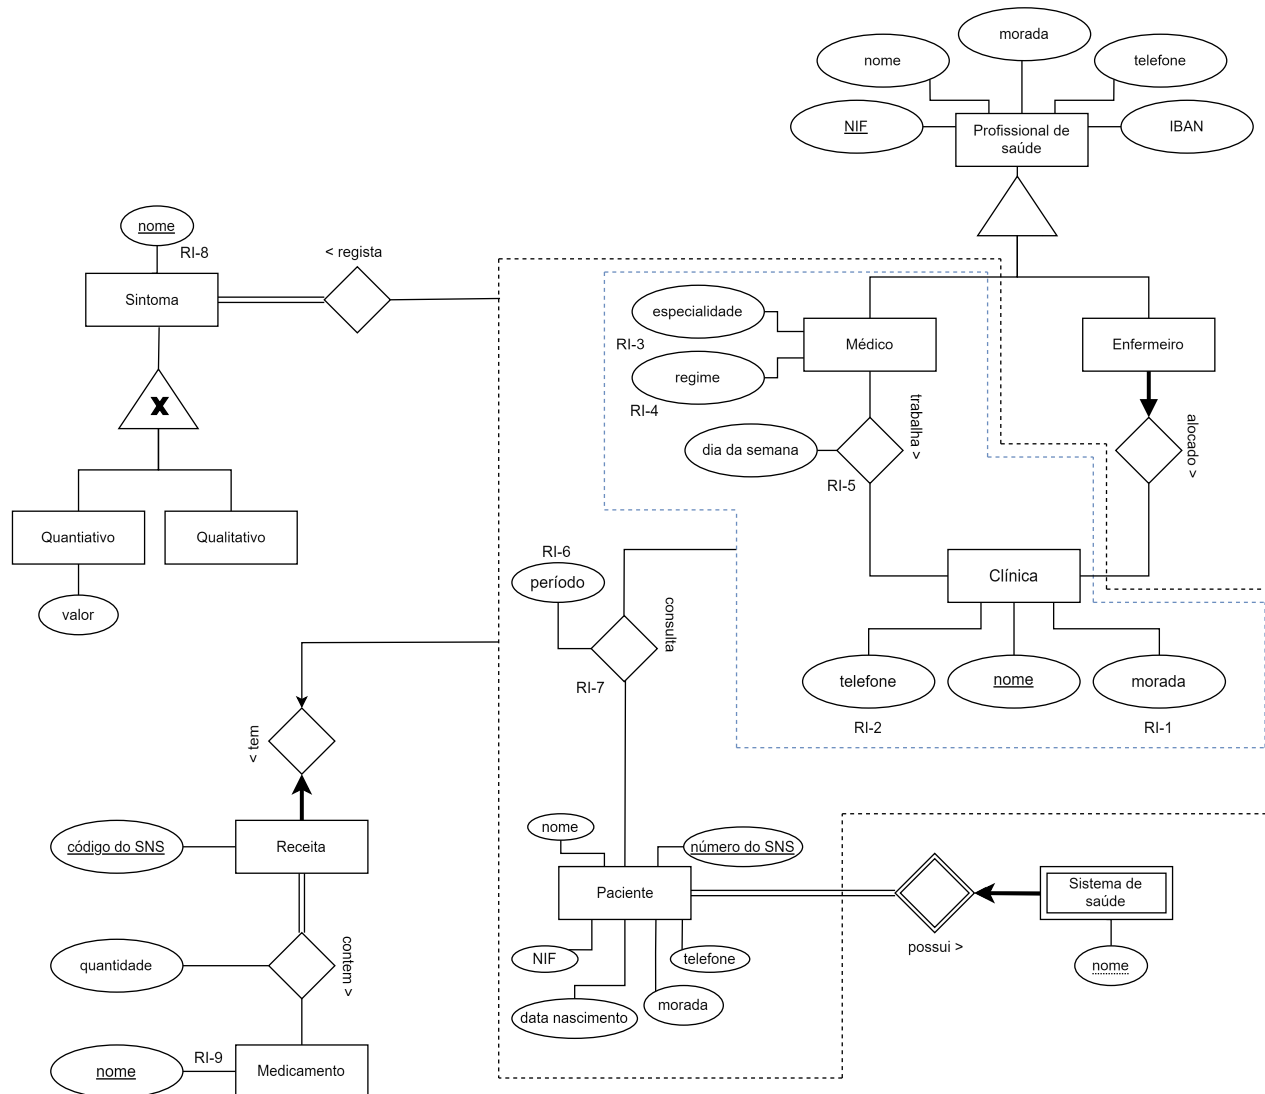 morada
nome
telefone
NIF
Profissional de
saúde
IBAN
nome
RI-8
< regista
Sintoma
X
Quantiativo
Qualitativo
valor
especialidade
RI-3
regime
RI-4
Médico
Enfermeiro
trabalha >
alocado >
dia da semana
RI-5
RI-6
período
consulta
RI-7
Clínica
telefone
nome
morada
RI-2
RI-1
< tem
código do SNS
Receita
nome
número do SNS
Paciente
NIF
telefone
morada
data nascimento
possui >
Sistema de
saúde
nome
quantidade
contem >
nome
RI-9
Medicamento